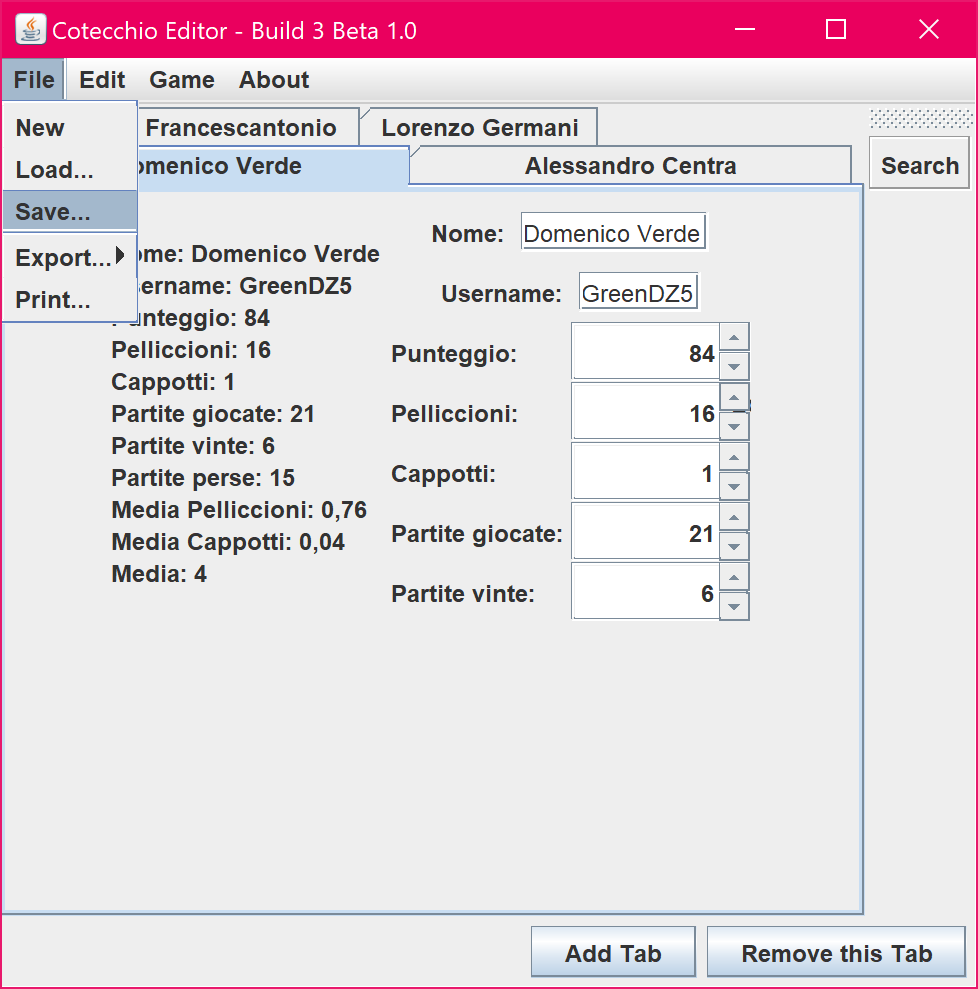 Cotecchio Editor - Build 3 Beta 1.0
File Edit Game About
New
Load...
Save...
Export...
Print...
Francescantonio
Lorenzo Germani
omenico Verde
Alessandro Centra
Search
ome: Domenico Verde
sername: GreenDZ5
Punteggio: 84
Pelliccioni: 16
Cappotti: 1
Partite giocate: 21
Partite vinte: 6
Partite perse: 15
Media Pelliccioni: 0,76
Media Cappotti: 0,04
Media: 4
Nome: Domenico Verde
Username: GreenDZ5
Punteggio: 84
Pelliccioni: 16
Cappotti: 1
Partite giocate: 21
Partite vinte: 6
Add Tab
Remove this Tab